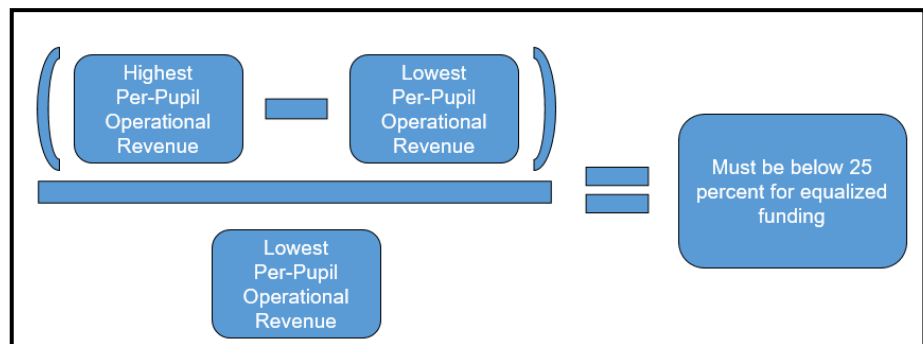 Highest
Per-Pupil
Operational
Revenue
Lowest
Per-Pupil
Operational
Revenue
Lowest
Per-Pupil
Operational
Revenue
Must be below 25
percent for equalized
funding